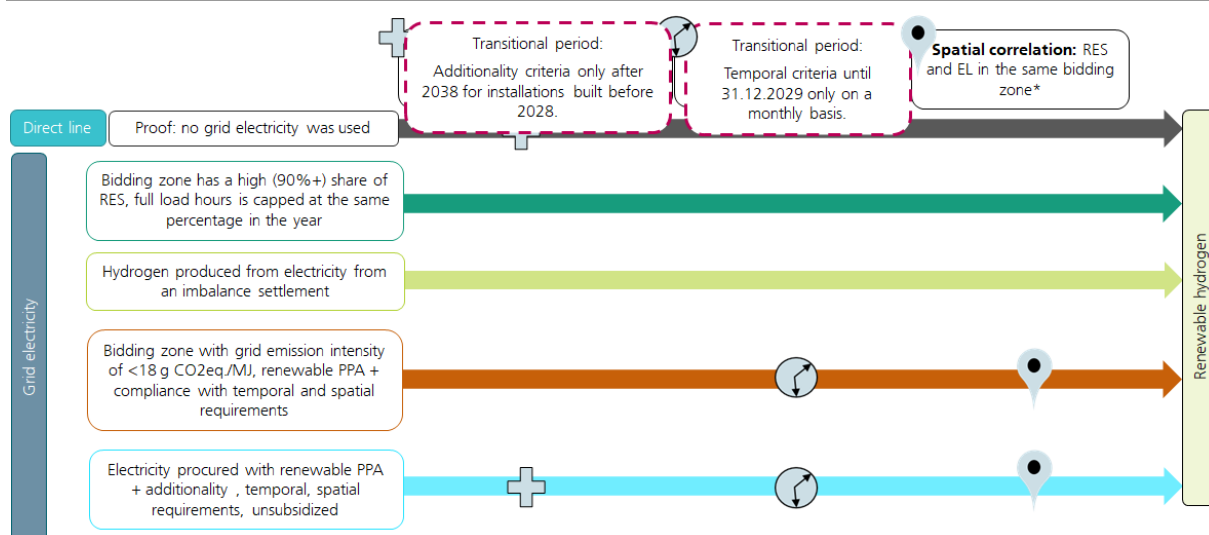 Transitional period:
Additionality criteria only after
2038 for installations built before
2028.
Transitional period:
Temporal criteria until
31.12.2029 only on a
monthly basis.
Spatial correlation: RES
and EL in the same bidding
zone*
Direct line
Proof: no grid electricity was used
Grid electricity
Bidding zone has a high (90%+) share of
RES, full load hours is capped at the same
percentage in the year
Hydrogen produced from electricity from
an imbalance settlement
Bidding zone with grid emission intensity
of <18 g CO2eq./MJ, renewable PPA +
compliance with temporal and spatial
requirements
Electricity procured with renewable PPA
+ additionality , temporal, spatial
requirements, unsubsidized
Renewable hydrogen